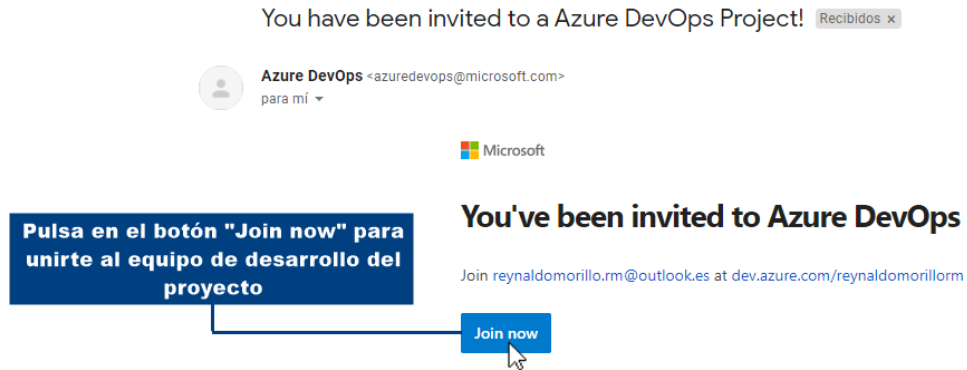 You have been invited to a Azure DevOps Project! Recibidos x
Azure DevOps <azuredevops@microsoft.com>
para mí
Microsoft
You've been invited to Azure DevOps
Pulsa en el botón "Join now" para
unirte al equipo de desarrollo del
proyecto
Join reynaldomorillo.rm@outlook.es at dev.azure.com/reynaldomorillorm
Join now